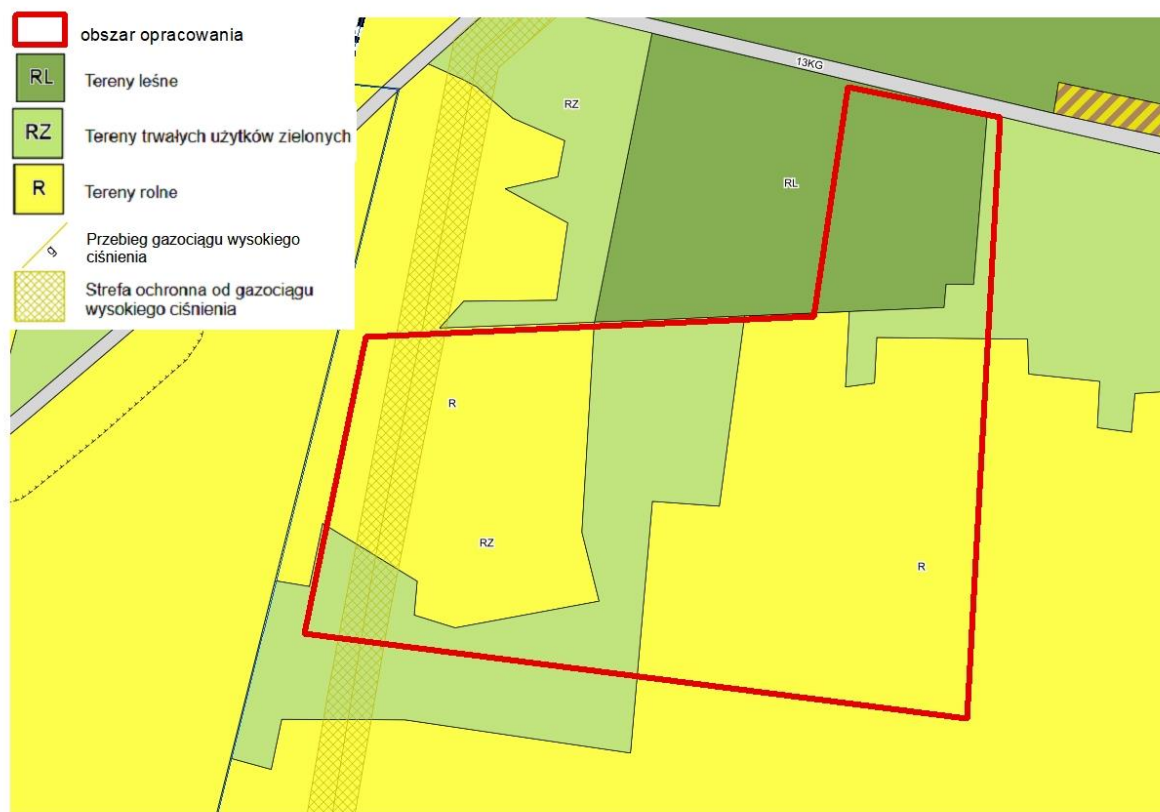 obszar opracowania
RL Tereny leśne
RZ Tereny trwałych użytków zielonych
R Tereny rolne
g Przebieg gazociągu wysokiego
ciśnienia
Strefa ochronna od gazociągu
wysokiego ciśnienia
13KG
RZ
RL
R
RZ
R